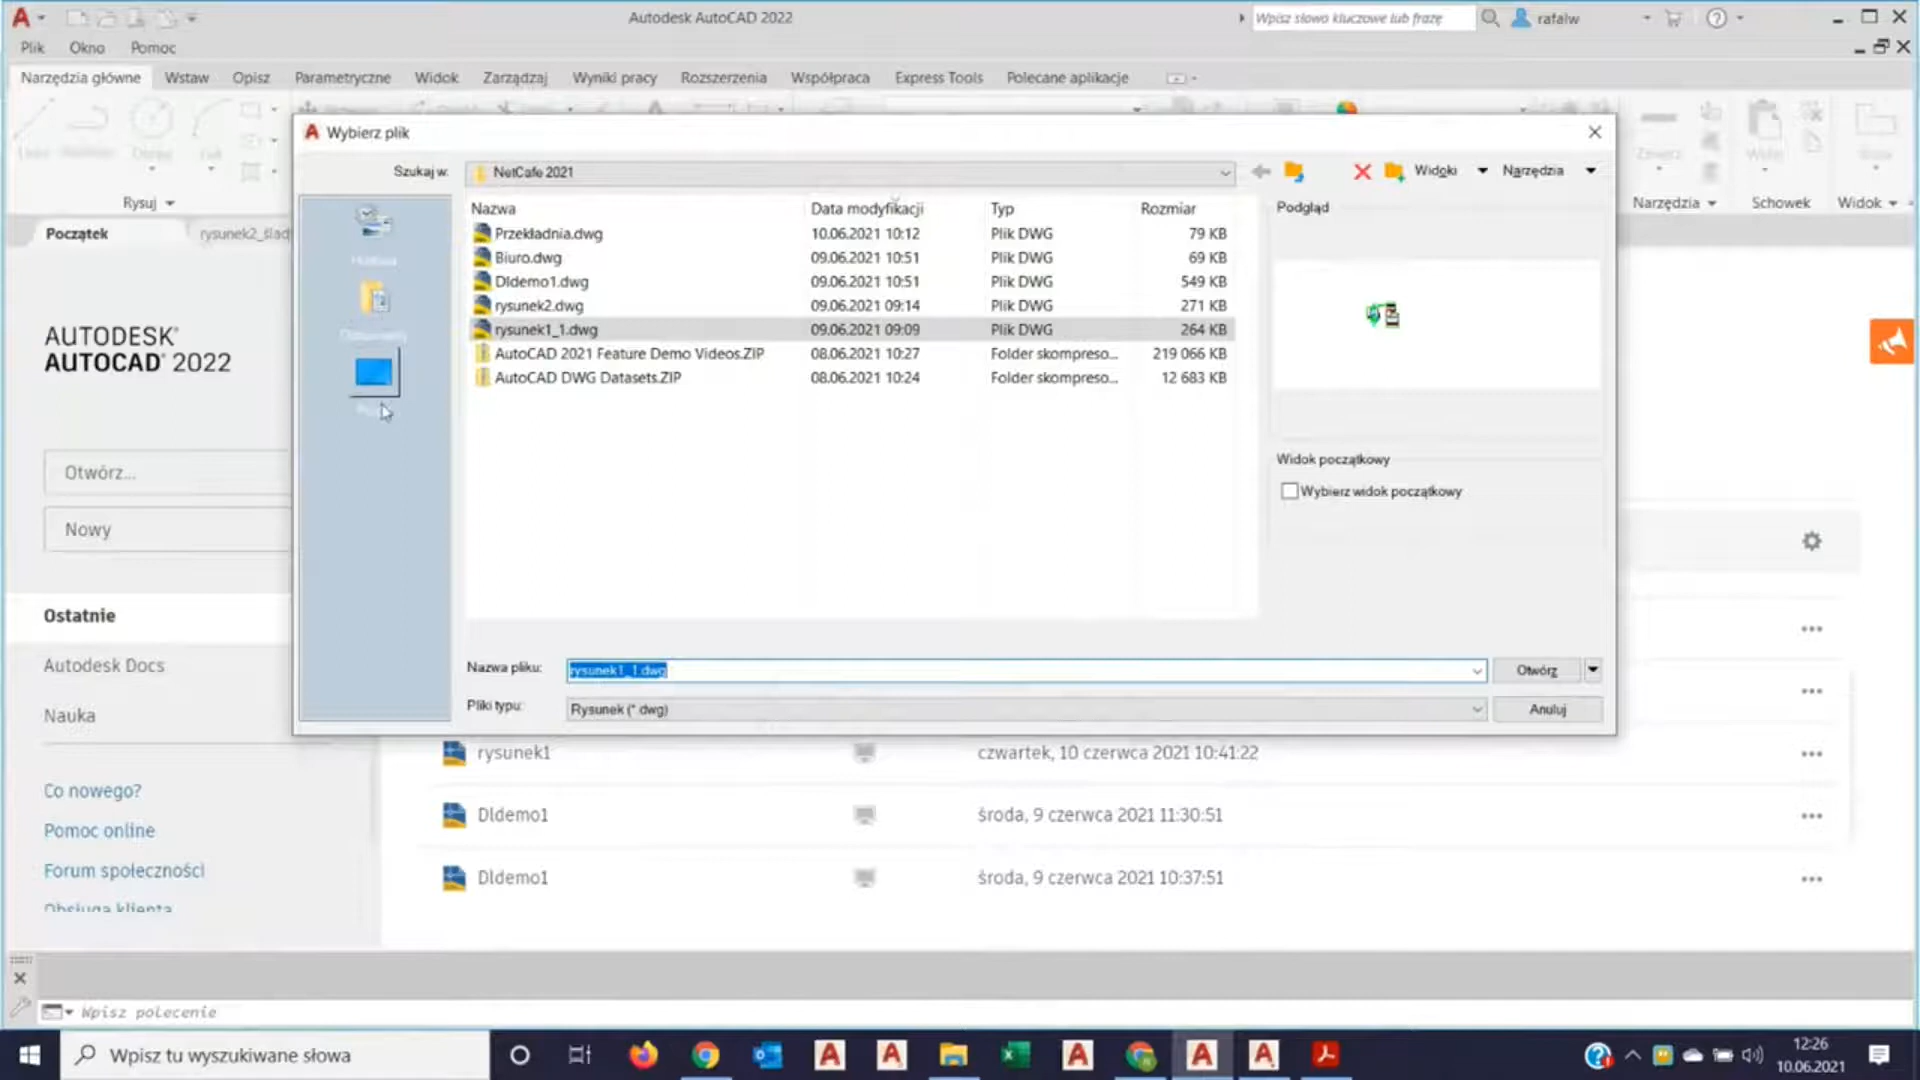 Autodesk AutoCAD 2022
Wpisz słowo kluczowe lub frazę
rafalw
Plik Okno Pomoc
Narzędzia główne Wstaw Opisz Parametryczne Widok Zarządzaj Wyniki pracy Rozszerzenia Współpraca Express Tools Polecane aplikacje
Rysuj
Narzędzia
Schowek
Widok
Początek
Wybierz plik
Szukaj w:
NetCafe 2021
Widoki
Narzędzia
Nazwa Data modyfikacji Typ Rozmiar
Przekładnia.dwg 10.06.2021 10:12 Plik DWG 79 KB
Biuro.dwg 09.06.2021 10:51 Plik DWG 69 KB
Dldemo1.dwg 09.06.2021 10:51 Plik DWG 549 KB
rysunek2.dwg 09.06.2021 09:14 Plik DWG 271 KB
rysunek1_1.dwg 09.06.2021 09:09 Plik DWG 264 KB
AutoCAD 2021 Feature Demo Videos.ZIP 08.06.2021 10:27 Folder skompreso... 219 066 KB
AutoCAD DWG Datasets.ZIP 08.06.2021 10:24 Folder skompreso... 12 683 KB
Podgląd
Widok początkowy
Wybierz widok początkowy
Nazwa pliku:
rysunek1_1.dwg
Otwórz
Pliki typu:
Rysunek (*.dwg)
Anuluj
AUTODESK®
AUTOCAD® 2022
Otwórz...
Nowy
Ostatnie
Autodesk Docs
Nauka
Co nowego?
Pomoc online
Forum społeczności
Obsługa klienta
rysunek1 czwartek, 10 czerwca 2021 10:41:22
Dldemo1 środa, 9 czerwca 2021 11:30:51
Dldemo1 środa, 9 czerwca 2021 10:37:51
Wpisz polecenie
Wpisz tu wyszukiwane słowa
12:26
10.06.2021